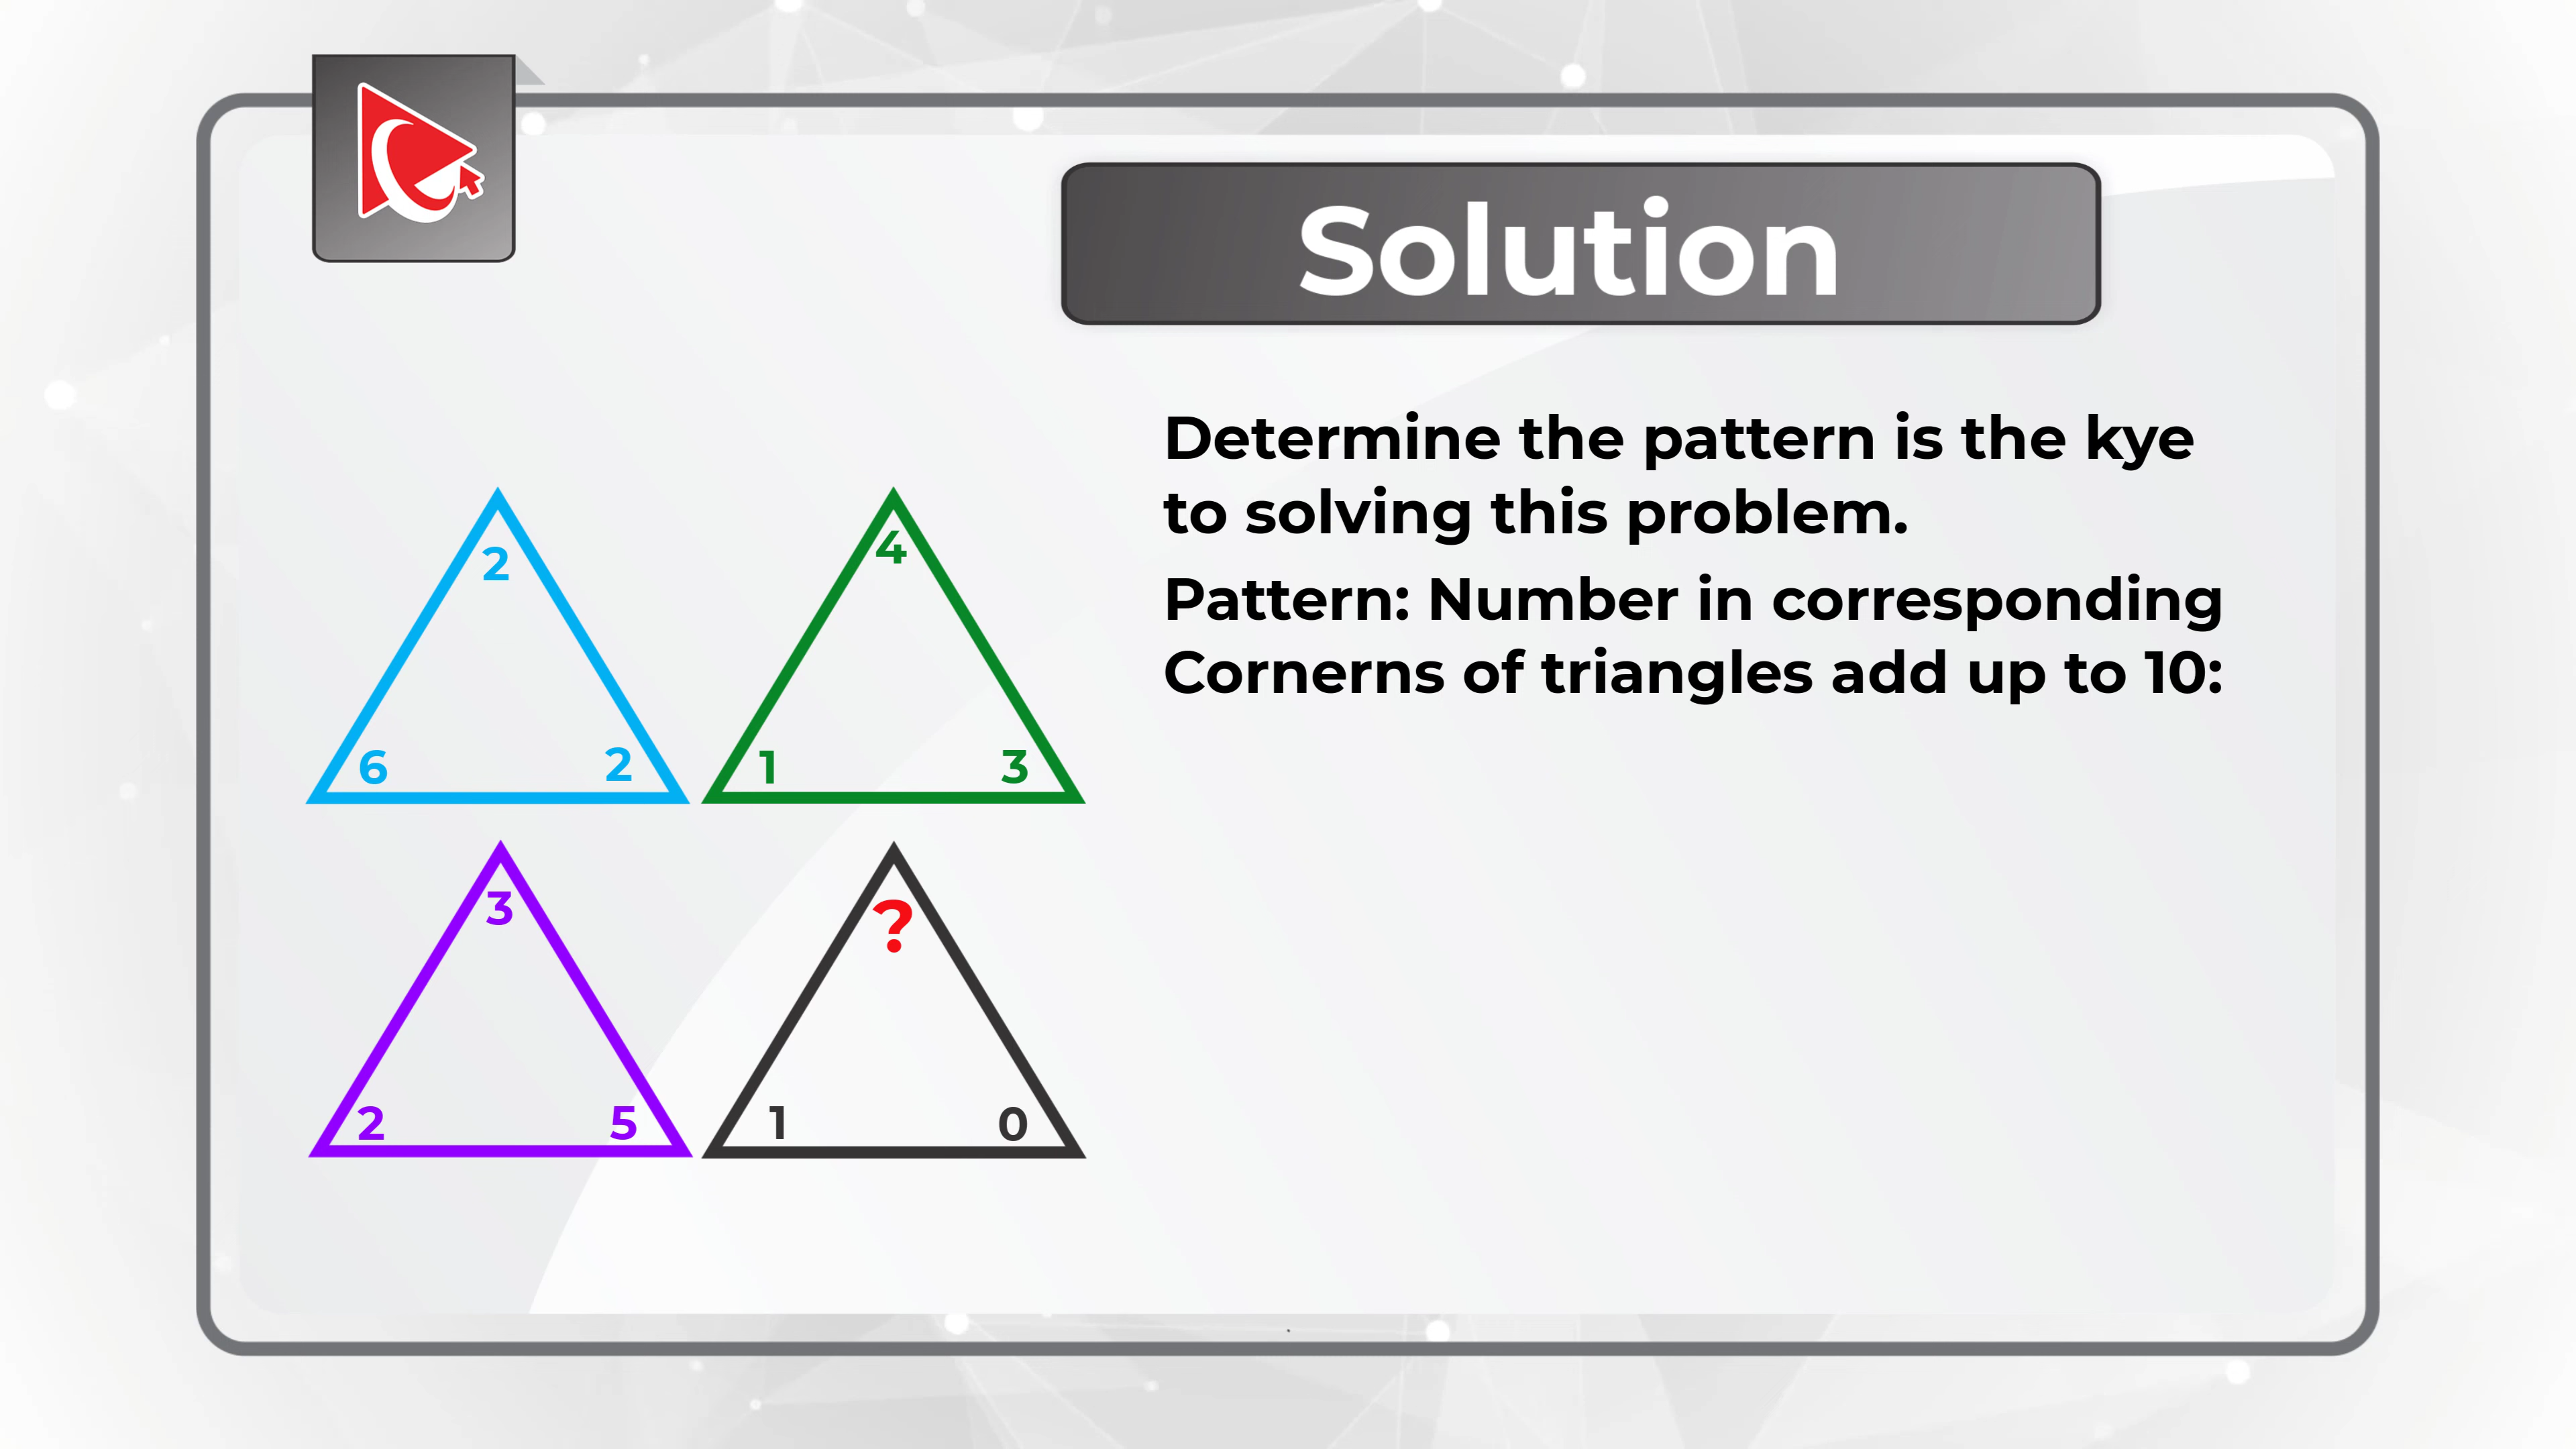 Solution
Determine the pattern is the kye
to solving this problem.
Pattern: Number in corresponding
Cornerns of triangles add up to 10:
2
6 2
4
1 3
3
2 5
?
1 0